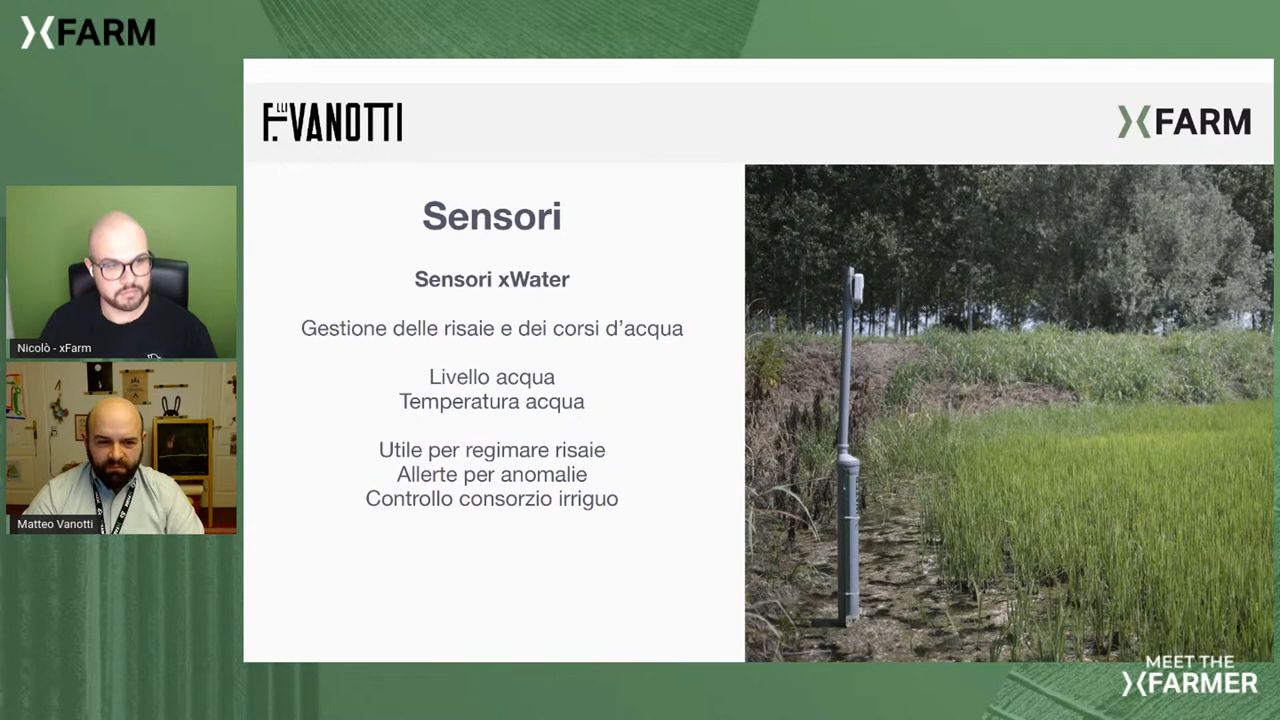 XFARM
F.LLI VANOTTI
XFARM
Sensori
Sensori xWater
Gestione delle risaie e dei corsi d’acqua
Livello acqua
Temperatura acqua
Utile per regimare risaie
Allerte per anomalie
Controllo consorzio irriguo
Nicolò - xFarm
Matteo Vanotti
MEET THE
XFARMER